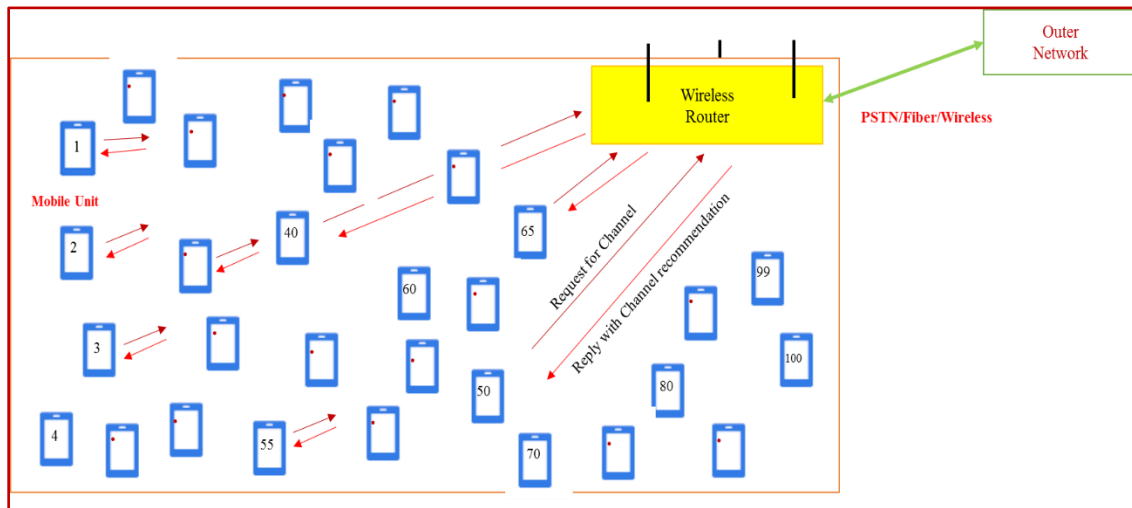 Outer
Network
Wireless
Router
PSTN/Fiber/Wireless
1
Mobile Unit
2
40
65
Request for Channel
Reply with Channel recommendation
60
99
3
100
50
80
4
55
70